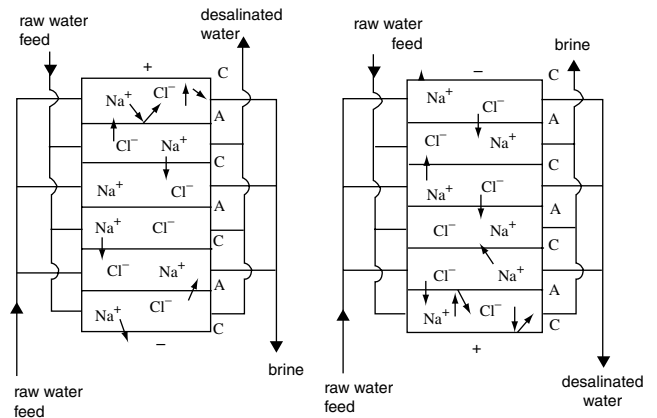 raw water
feed
desalinated
water
+
C
Na⁺
Cl⁻
A
Cl⁻
Na⁺
C
Na⁺
Cl⁻
A
Na⁺
Cl⁻
C
Cl⁻
Na⁺
A
Na⁺
Cl⁻
C
−
raw water
feed
brine
raw water
feed
brine
−
C
Na⁺
Cl⁻
A
Cl⁻
Na⁺
C
Na⁺
Cl⁻
A
Cl⁻
Na⁺
C
Cl⁻
Na⁺
A
Na⁺
Cl⁻
C
+
raw water
feed
desalinated
water